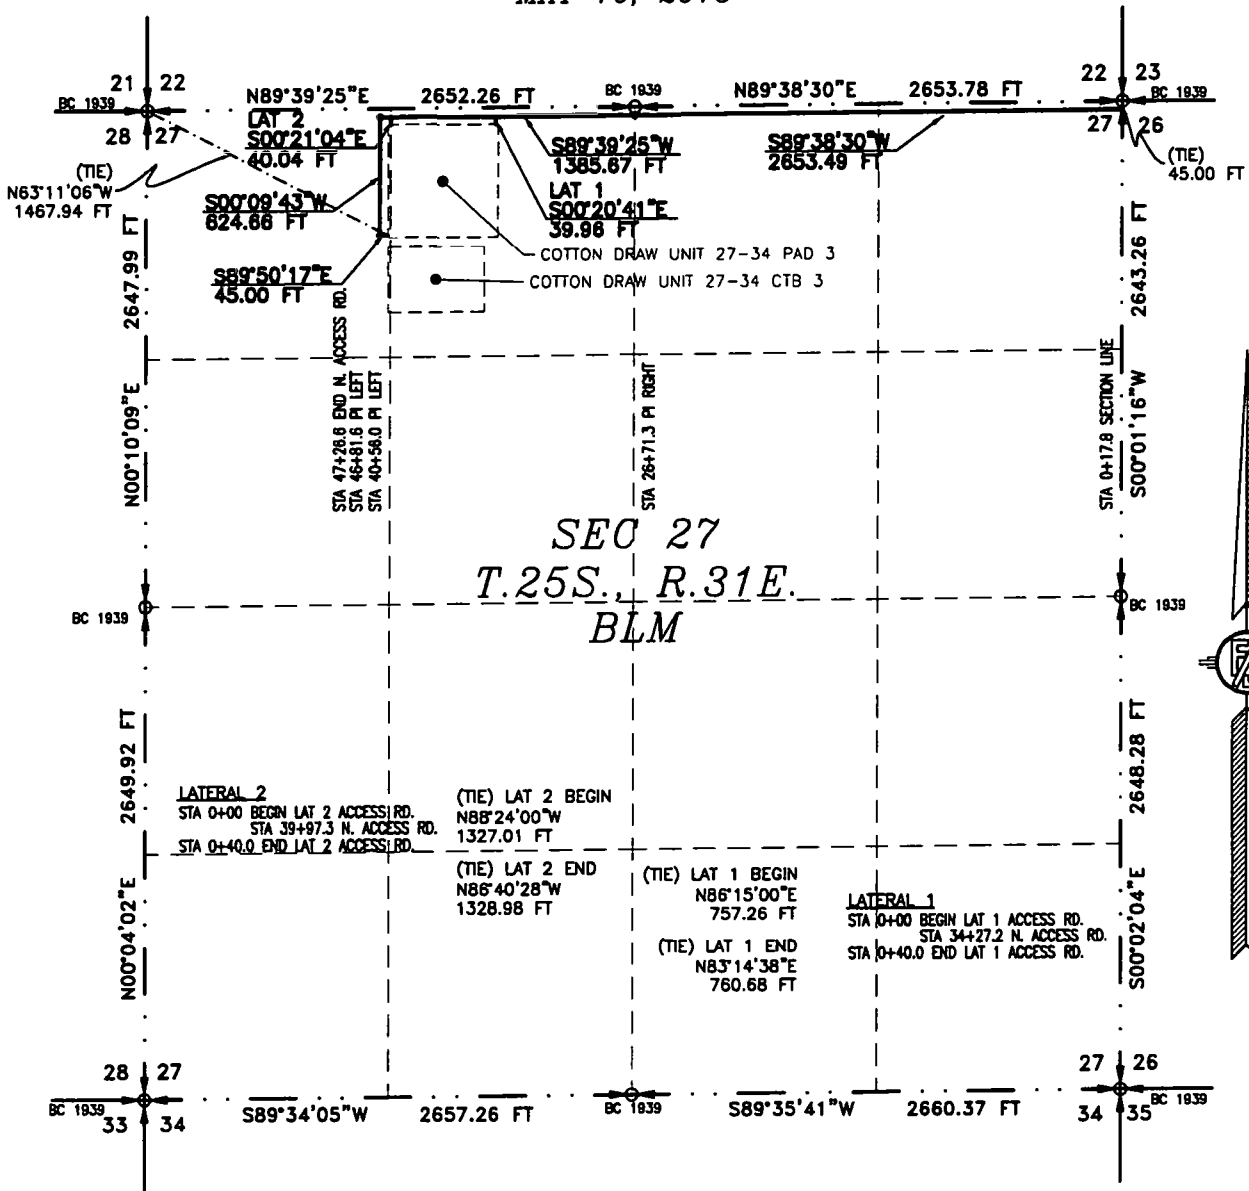 21 22
22 23
BC 1939
N89°39'25"E 2652.26 FT
BC 1939
N89°38'30"E 2653.78 FT
BC 1939
28 27
27 26
LAT 2
S00°21'04"E
40.04 FT
S89°39'25"W
1385.67 FT
S89°38'30"W
2653.49 FT
(TIE)
45.00 FT
(TIE)
N63°11'06"W
1467.94 FT
LAT 1
S00°20'41"E
39.96 FT
S00°09'43"W
624.66 FT
COTTON DRAW UNIT 27-34 PAD 3
S89°50'17"E
45.00 FT
COTTON DRAW UNIT 27-34 CTB 3
2647.99 FT
N00°10'09"E
2643.26 FT
S00°01'16"W
STA 47+26.6 END N. ACCESS RD.
STA 46+81.6 PI LEFT
STA 40+56.0 PI LEFT
STA 26+71.3 PI RIGHT
STA 0+17.8 SECTION LINE
SEC 27
T.25S., R.31E.
BLM
BC 1939
BC 1939
2649.92 FT
N00°04'02"E
2648.28 FT
S00°02'04"E
LATERAL 2
STA 0+00 BEGIN LAT 2 ACCESS RD.
STA 39+97.3 N. ACCESS RD.
STA 0+40.0 END LAT 2 ACCESS RD.
(TIE) LAT 2 BEGIN
N88°24'00"W
1327.01 FT
(TIE) LAT 2 END
N86°40'28"W
1328.98 FT
(TIE) LAT 1 BEGIN
N86°15'00"E
757.26 FT
(TIE) LAT 1 END
N83°14'38"E
760.68 FT
LATERAL 1
STA 0+00 BEGIN LAT 1 ACCESS RD.
STA 34+27.2 N. ACCESS RD.
STA 0+40.0 END LAT 1 ACCESS RD.
28 27
27 26
BC 1939
S89°34'05"W 2657.26 FT
BC 1939
S89°35'41"W 2660.37 FT
BC 1939
33 34
34 35